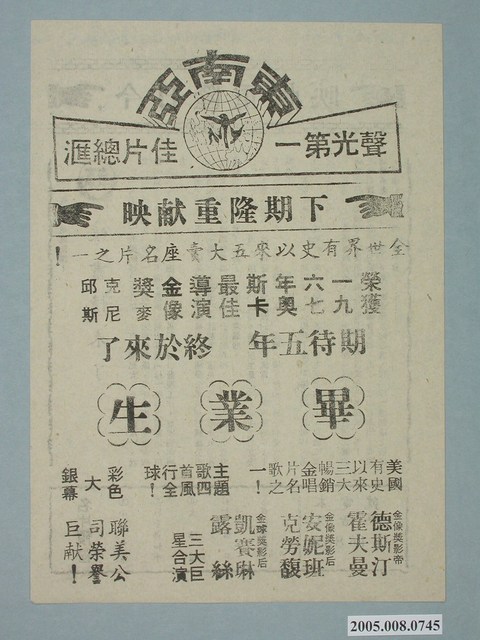 東南亞
聲光第一 佳片總滙
下期隆重献映
全世界有史以來五大賣座名片之一！
榮獲一九六七年奧斯卡最佳導演金像獎麥克尼邱斯
期待五年 終於來了
畢業生
美國有史以來三大暢銷金唱片名歌之一！
主題歌四首風行全球！
彩色大銀幕
金像獎影帝
德斯汀霍夫曼
金像獎影后
安妮班克勞馥
金球獎影后
凱賽琳露絲
三大巨星合演
聯美公司榮譽巨献！
2005.008.0745